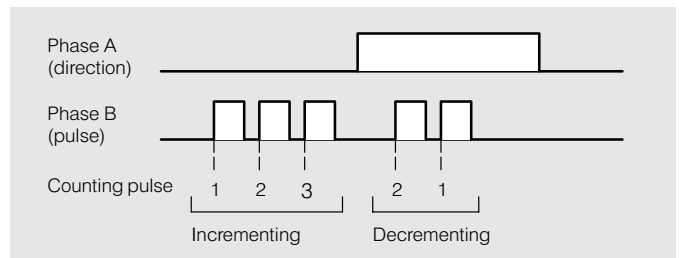 Phase A
(direction)
Phase B
(pulse)
Counting pulse 1 2 3 2 1
Incrementing Decrementing